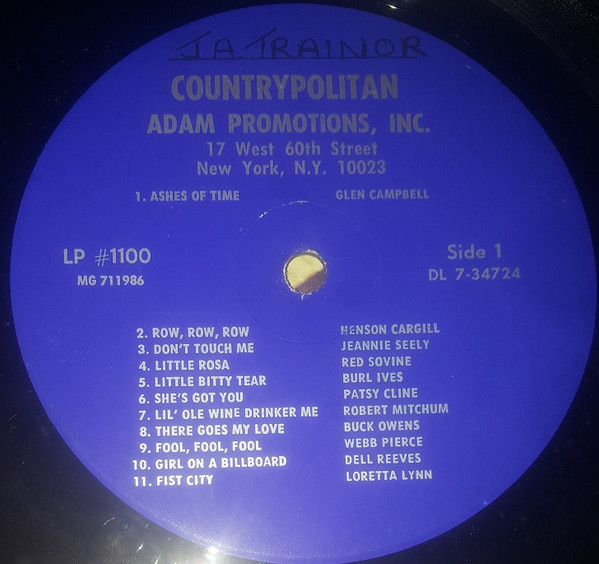 J.A. TRAINOR
COUNTRYPOLITAN
ADAM PROMOTIONS, INC.
17 West 60th Street
New York, N.Y. 10023
1. ASHES OF TIME GLEN CAMPBELL
LP #1100 Side 1
MG 711986 DL 7-34724
2. ROW, ROW, ROW HENSON CARGILL
3. DON'T TOUCH ME JEANNIE SEELY
4. LITTLE ROSA RED SOVINE
5. LITTLE BITTY TEAR BURL IVES
6. SHE'S GOT YOU PATSY CLINE
7. LIL' OLE WINE DRINKER ME ROBERT MITCHUM
8. THERE GOES MY LOVE BUCK OWENS
9. FOOL, FOOL, FOOL WEBB PIERCE
10. GIRL ON A BILLBOARD DELL REEVES
11. FIST CITY LORETTA LYNN